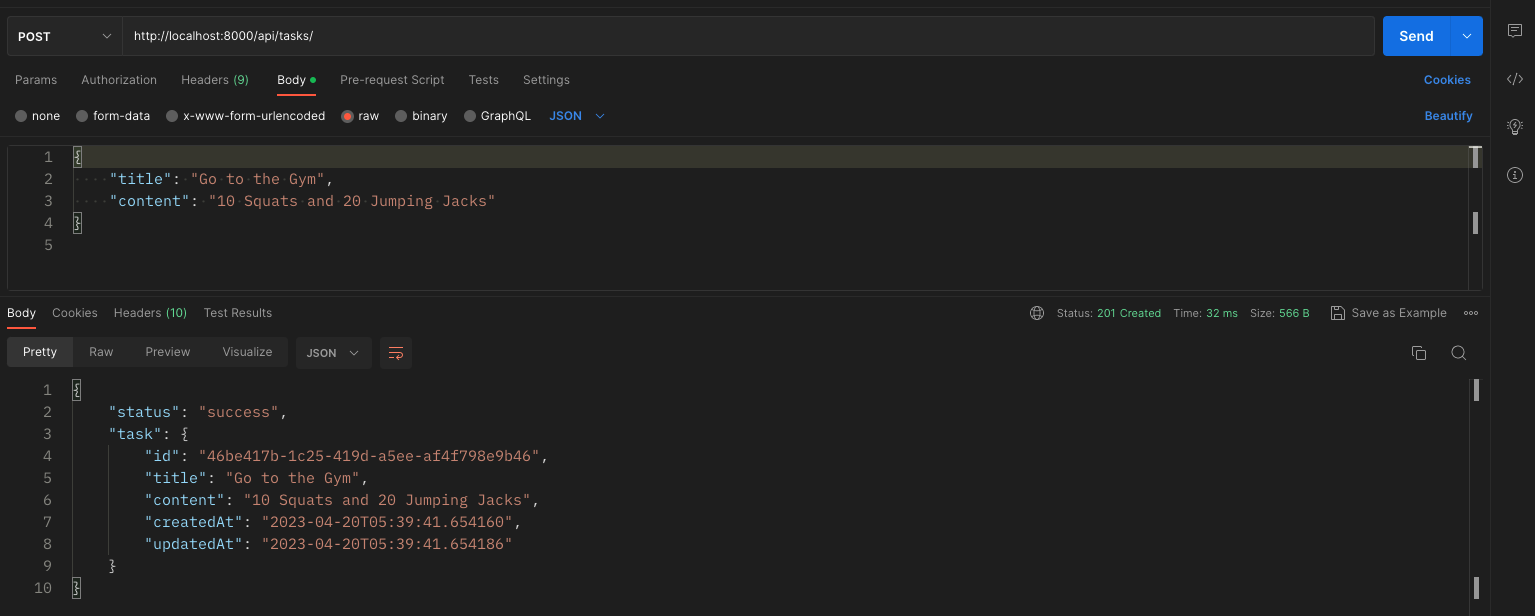 POST http://localhost:8000/api/tasks/ Send
Params Authorization Headers (9) Body Pre-request Script Tests Settings Cookies
none form-data x-www-form-urlencoded raw binary GraphQL JSON Beautify
1 {
2 "title": "Go to the Gym",
3 "content": "10 Squats and 20 Jumping Jacks"
4 }
5
Body Cookies Headers (10) Test Results Status: 201 Created Time: 32 ms Size: 566 B Save as Example
Pretty Raw Preview Visualize JSON
1 {
2 "status": "success",
3 "task": {
4 "id": "46be417b-1c25-419d-a5ee-af4f798e9b46",
5 "title": "Go to the Gym",
6 "content": "10 Squats and 20 Jumping Jacks",
7 "createdAt": "2023-04-20T05:39:41.654160",
8 "updatedAt": "2023-04-20T05:39:41.654186"
9 }
10 }